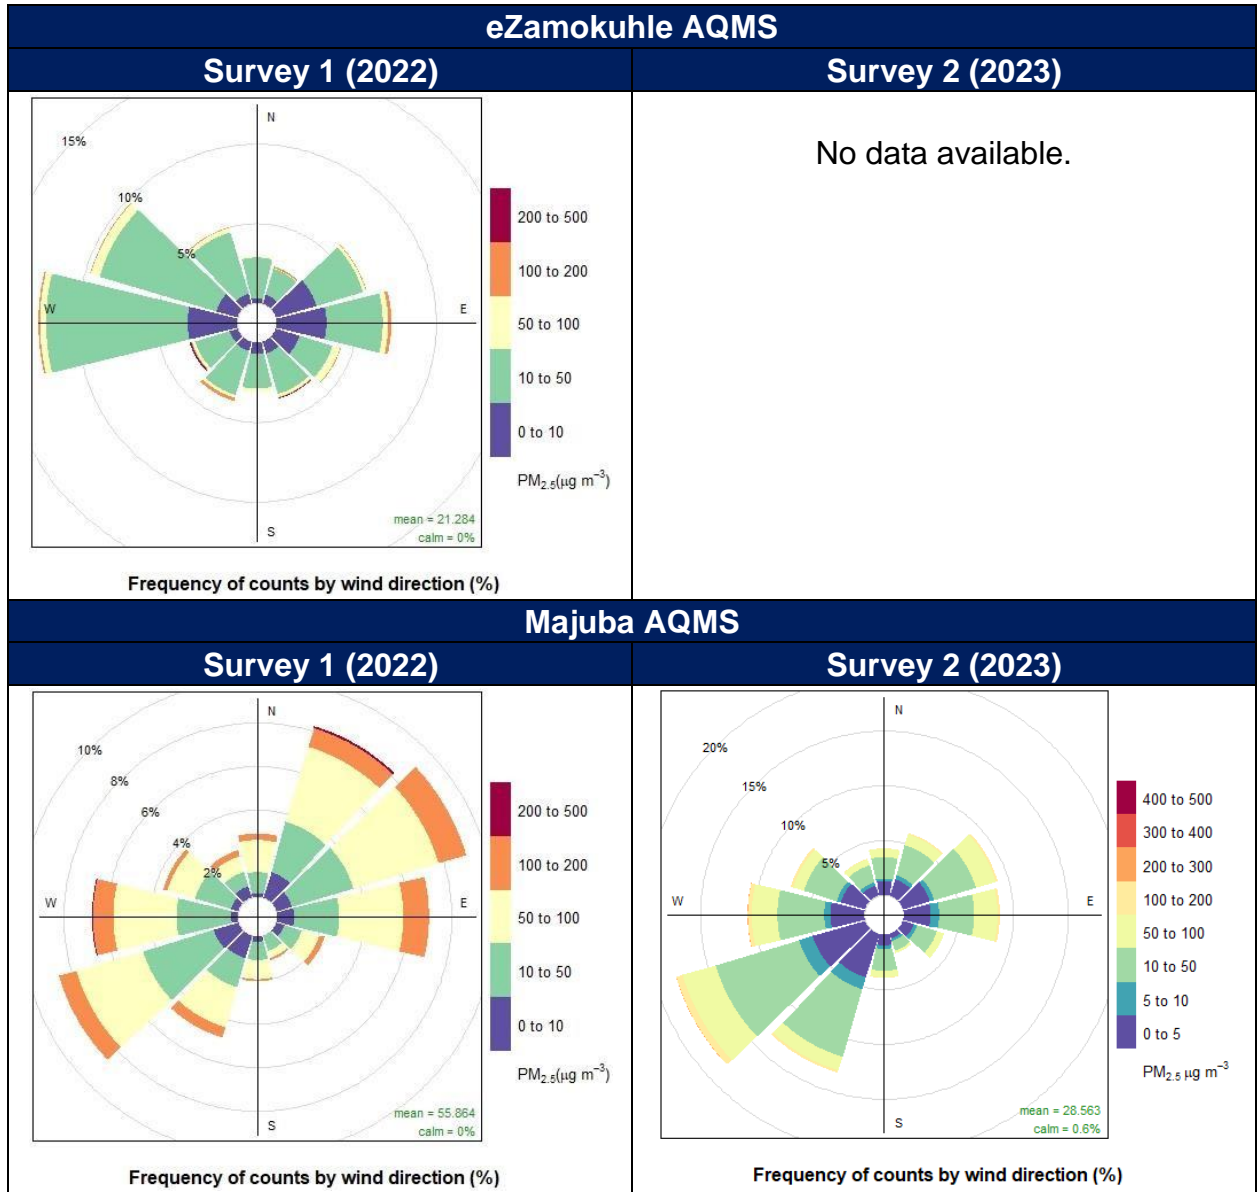 eZamokuhle AQMS
Survey 1 (2022)
Survey 2 (2023)
N
15%
10%
5%
W
E
S
200 to 500
100 to 200
50 to 100
10 to 50
0 to 10
PM2.5(μg m⁻³)
mean = 21.284
calm = 0%
Frequency of counts by wind direction (%)
No data available.
Majuba AQMS
Survey 1 (2022)
Survey 2 (2023)
N
10%
8%
6%
4%
2%
W
E
S
200 to 500
100 to 200
50 to 100
10 to 50
0 to 10
PM2.5(μg m⁻³)
mean = 55.864
calm = 0%
Frequency of counts by wind direction (%)
N
20%
15%
10%
5%
W
E
S
400 to 500
300 to 400
200 to 300
100 to 200
50 to 100
10 to 50
5 to 10
0 to 5
PM2.5 μg m⁻³
mean = 28.563
calm = 0.6%
Frequency of counts by wind direction (%)